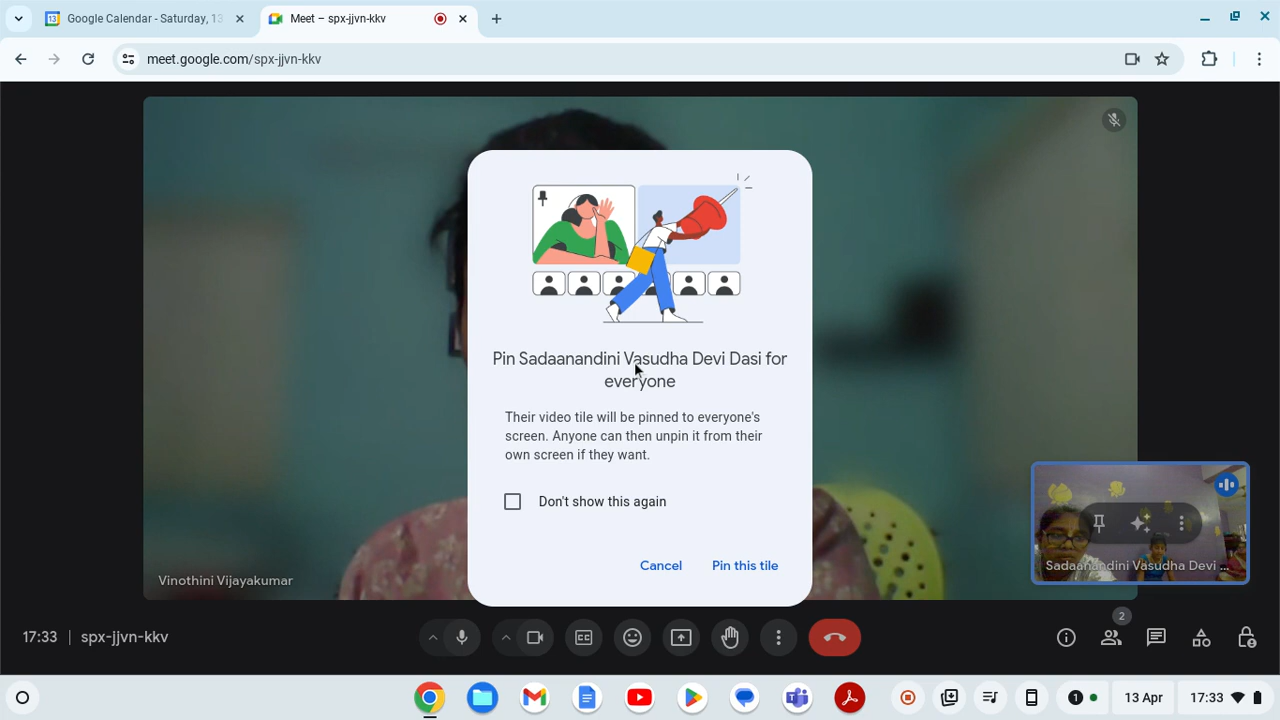 Google Calendar - Saturday, 13
Meet – spx-jjvn-kkv
meet.google.com/spx-jjvn-kkv
Pin Sadaanandini Vasudha Devi Dasi for
everyone
Their video tile will be pinned to everyone's
screen. Anyone can then unpin it from their
own screen if they want.
Don't show this again
Cancel
Pin this tile
Vinothini Vijayakumar
Sadaanandini Vasudha Devi ...
17:33
spx-jjvn-kkv
2
1
13 Apr
17:33